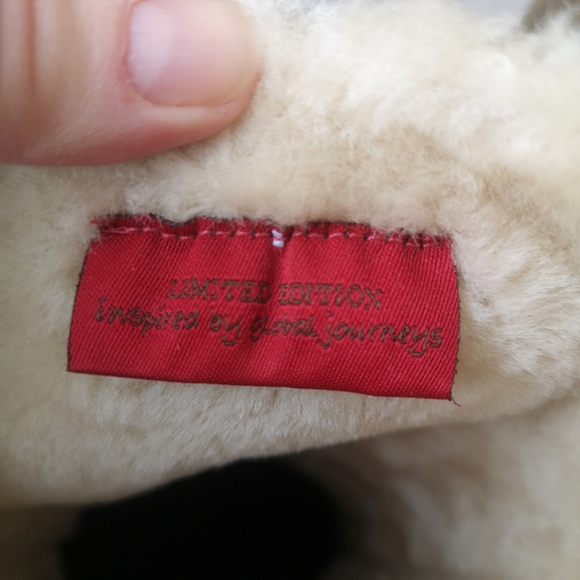 LIMITED EDITION
inspired by global journeys